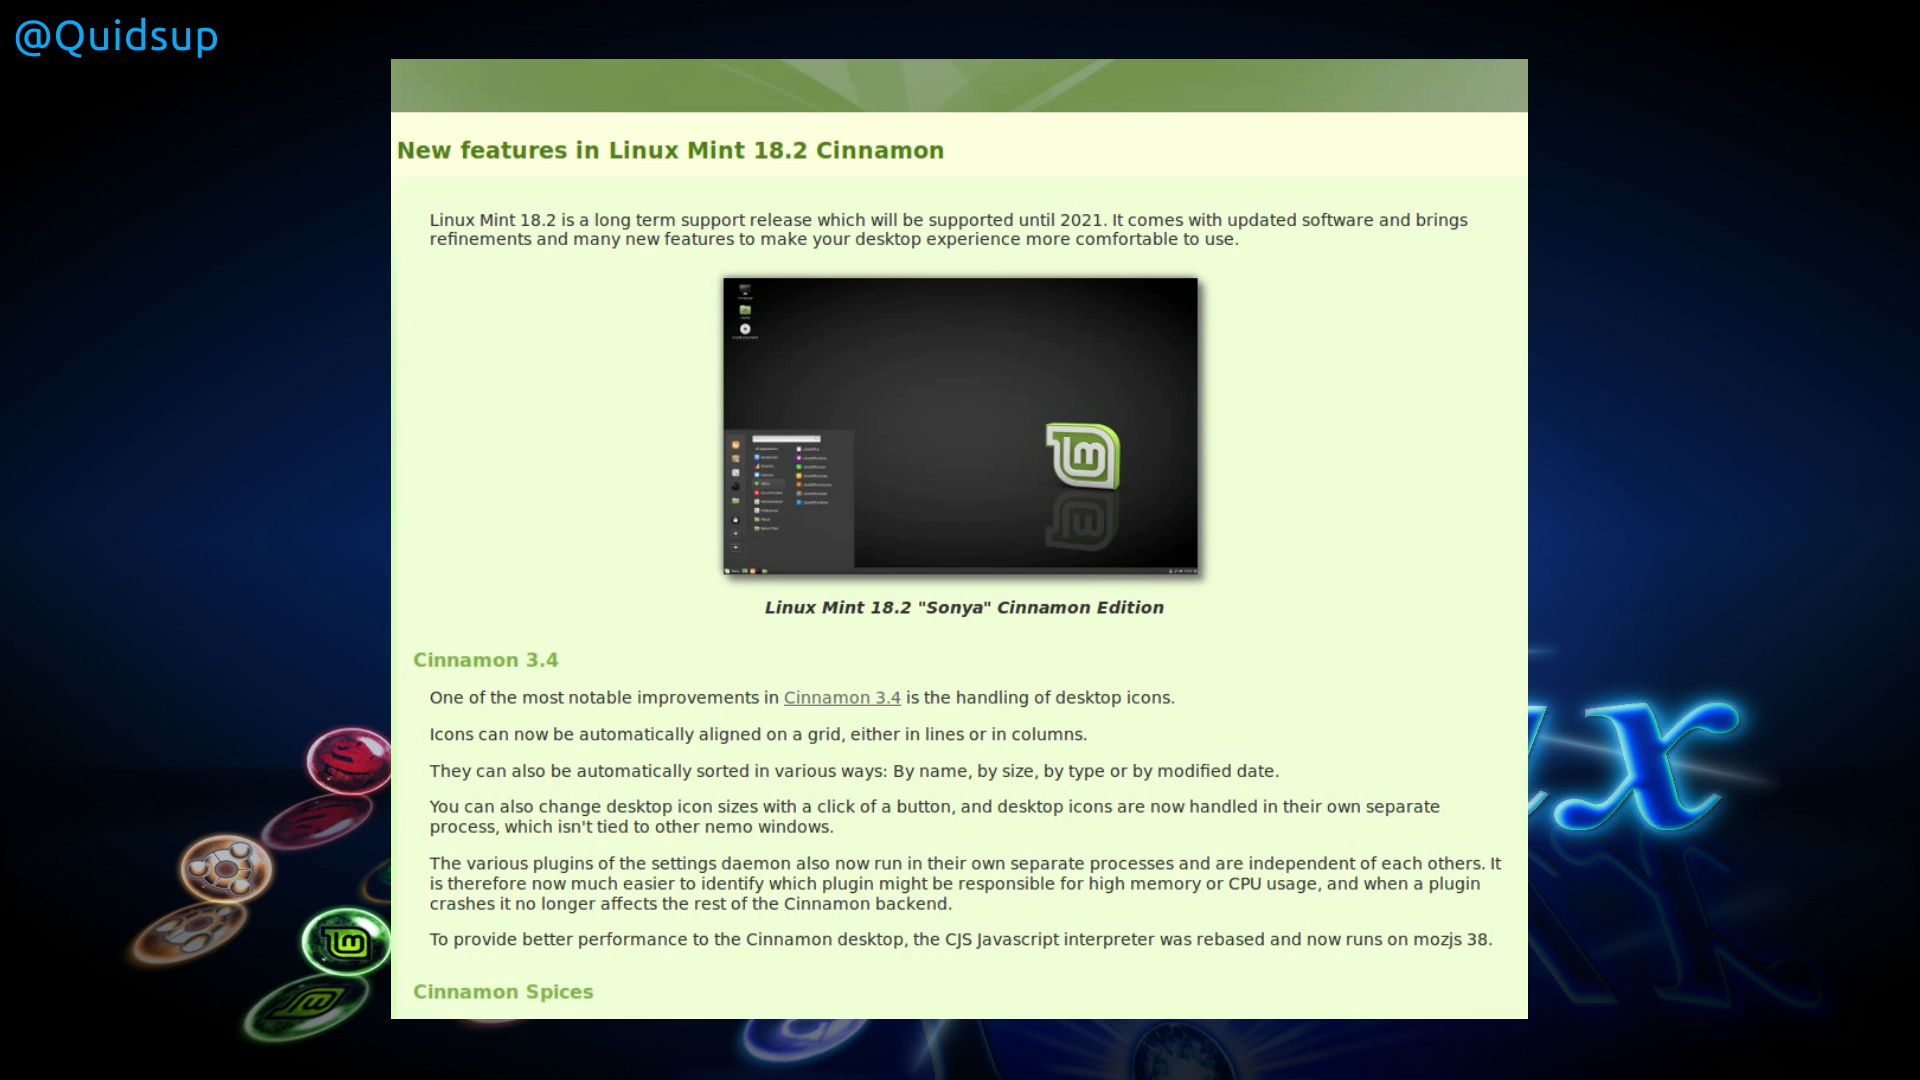 @Quidsup
New features in Linux Mint 18.2 Cinnamon
Linux Mint 18.2 is a long term support release which will be supported until 2021. It comes with updated software and brings
refinements and many new features to make your desktop experience more comfortable to use.
Linux Mint 18.2 "Sonya" Cinnamon Edition
Cinnamon 3.4
One of the most notable improvements in Cinnamon 3.4 is the handling of desktop icons.
Icons can now be automatically aligned on a grid, either in lines or in columns.
They can also be automatically sorted in various ways: By name, by size, by type or by modified date.
You can also change desktop icon sizes with a click of a button, and desktop icons are now handled in their own separate
process, which isn't tied to other nemo windows.
The various plugins of the settings daemon also now run in their own separate processes and are independent of each others. It
is therefore now much easier to identify which plugin might be responsible for high memory or CPU usage, and when a plugin
crashes it no longer affects the rest of the Cinnamon backend.
To provide better performance to the Cinnamon desktop, the CJS Javascript interpreter was rebased and now runs on mozjs 38.
Cinnamon Spices